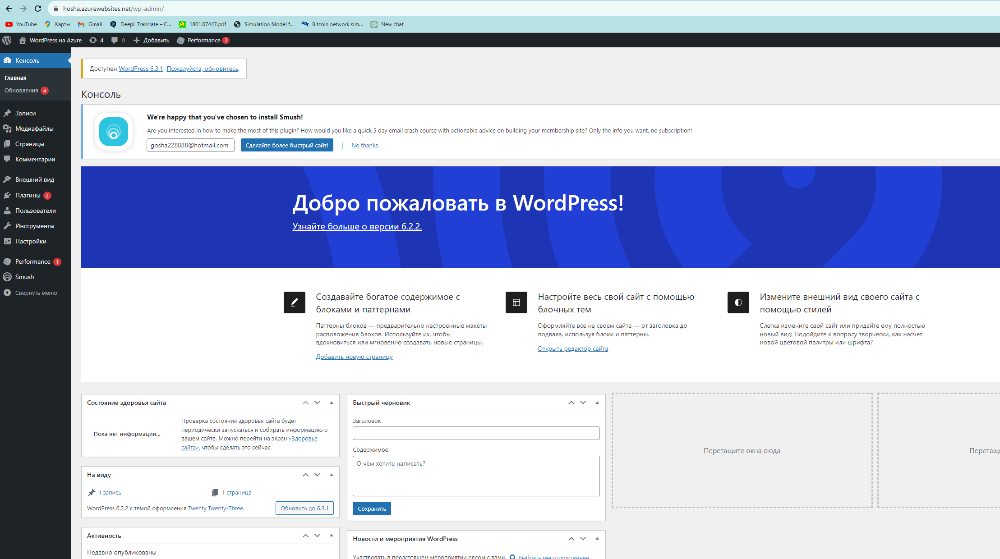 hosha.azurewebsites.net/wp-admin/
YouTube
Карты
Gmail
DeepL Translate – C...
1801.07447.pdf
Simulation Model f...
Bitcoin network sim...
New chat
WordPress на Azure
4
0
Добавить
Performance 1
Консоль
Главная
Обновления 4
Записи
Медиафайлы
Страницы
Комментарии
Внешний вид
Плагины 2
Пользователи
Инструменты
Настройки
Performance 1
Smush
Свернуть меню
Доступен WordPress 6.3.1! Пожалуйста, обновитесь.
Консоль
We're happy that you've chosen to install Smush!
Are you interested in how to make the most of this plugin? How would you like a quick 5 day email crash course with actionable advice on building your membership site? Only the info you want, no subscription!
gosha228888@hotmail.com
Сделайте более быстрый сайт!
No thanks
Добро пожаловать в WordPress!
Узнайте больше о версии 6.2.2.
Создавайте богатое содержимое с
блоками и паттернами
Паттерны блоков — предварительно настроенные макеты
расположения блоков. Используйте их, чтобы
вдохновиться или мгновенно создавать новые страницы.
Добавить новую страницу
Настройте весь свой сайт с помощью
блочных тем
Оформляйте всё на своем сайте — от заголовка до
подвала, используя блоки и паттерны.
Открыть редактор сайта
Измените внешний вид своего сайта с
помощью стилей
Слегка измените свой сайт или придайте ему полностью
новый вид! Подойдите к вопросу творчески, как насчет
новой цветовой палитры или шрифта?
Состояние здоровья сайта
Пока нет информации...
Проверка состояния здоровья сайта будет
периодически запускаться и собирать информацию о
вашем сайте. Можно перейти на экран «Здоровье
сайта», чтобы сделать это сейчас.
На виду
1 запись
1 страница
WordPress 6.2.2 с темой оформления Twenty Twenty-Three.
Обновить до 6.3.1
Активность
Недавно опубликованы
Быстрый черновик
Заголовок
Содержимое
О чём хотите написать?
Сохранить
Новости и мероприятия WordPress
Участвовать в предстоящем мероприятии рядом с вами.
Выбрать местоположение
Перетащите окна сюда
Перетащи